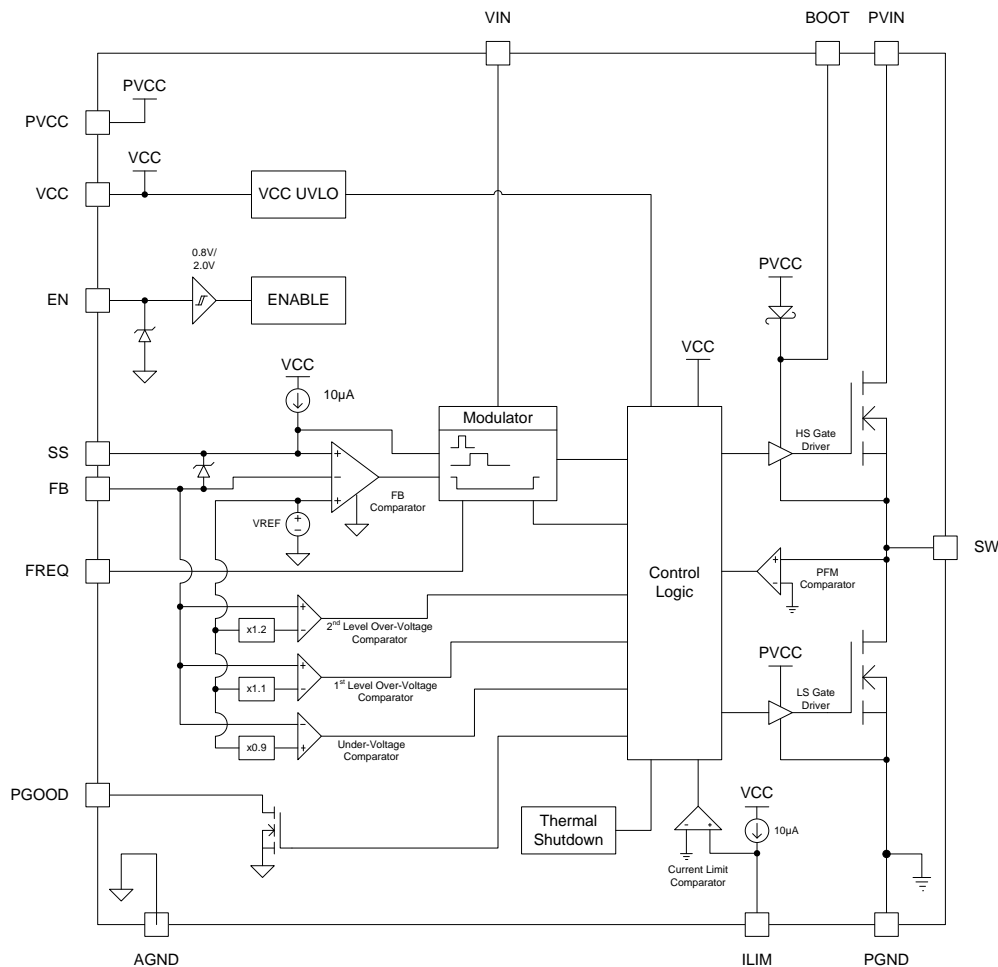 VIN
BOOT
PVIN
PVCC
PVCC
VCC
VCC
VCC UVLO
EN
0.8V/
2.0V
ENABLE
PVCC
VCC
10µA
VCC
Modulator
SS
FB
+
−
+
FB
Comparator
VREF
+
−
HS Gate
Driver
FREQ
Control
Logic
+
−
PFM
Comparator
SW
x1.2
+
−
2nd Level Over-Voltage
Comparator
x1.1
+
−
1st Level Over-Voltage
Comparator
PVCC
LS Gate
Driver
x0.9
−
+
Under-Voltage
Comparator
PGOOD
Thermal
Shutdown
VCC
10µA
−
+
Current Limit
Comparator
AGND
ILIM
PGND